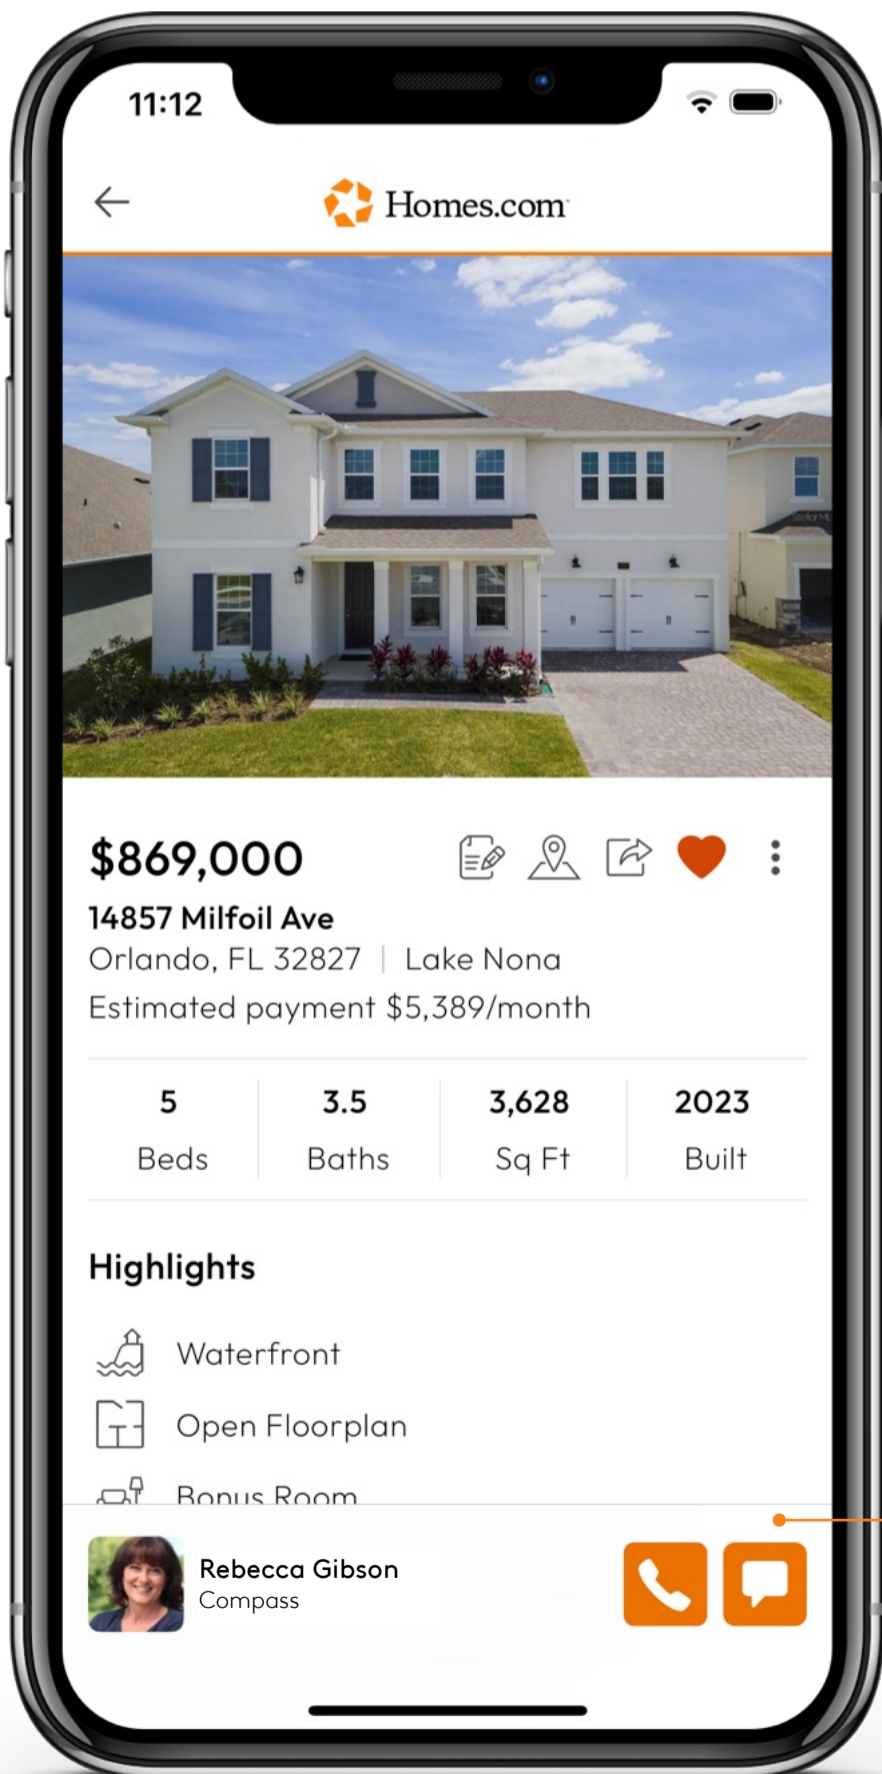 11:12
Homes.com
Stellar ML
$869,000
14857 Milfoil Ave
Orlando, FL 32827 | Lake Nona
Estimated payment $5,389/month
5 3.5 3,628 2023
Beds Baths Sq Ft Built
Highlights
Waterfront
Open Floorplan
Bonus Room
Rebecca Gibson
Compass